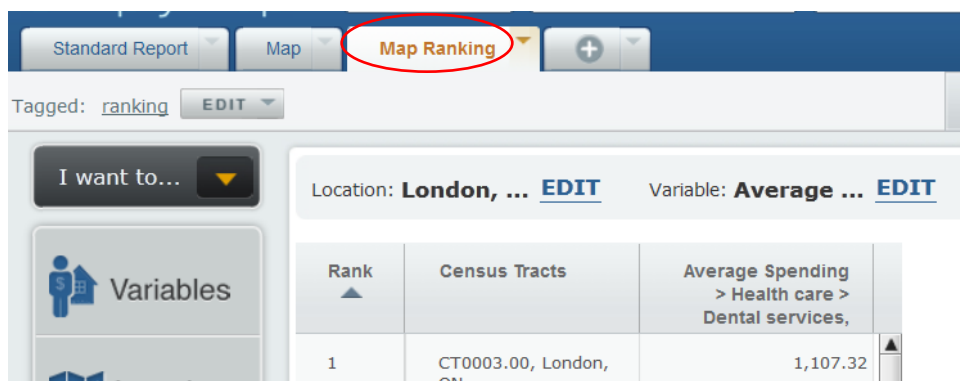 Standard Report Map Map Ranking
Tagged: ranking EDIT
I want to...
Location: London, ... EDIT Variable: Average ... EDIT
Variables
Rank Census Tracts Average Spending
> Health care >
Dental services,
1 CT0003.00, London, 1,107.32